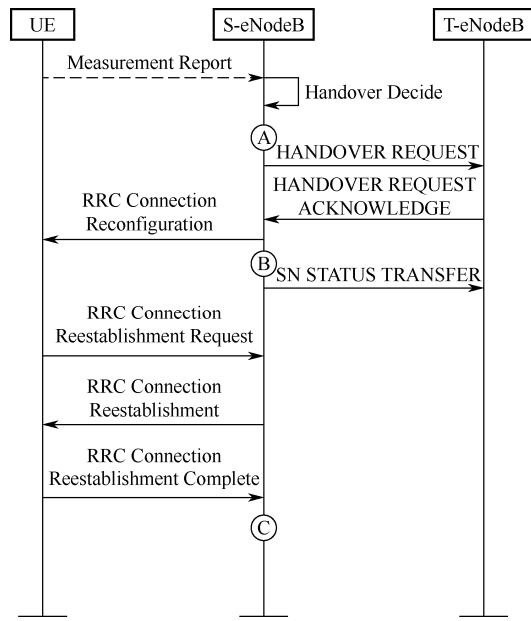 UE
S-eNodeB
T-eNodeB
Measurement Report
Handover Decide
A
HANDOVER REQUEST
HANDOVER REQUEST
ACKNOWLEDGE
RRC Connection
Reconfiguration
B
SN STATUS TRANSFER
RRC Connection
Reestablishment Request
RRC Connection
Reestablishment
RRC Connection
Reestablishment Complete
C